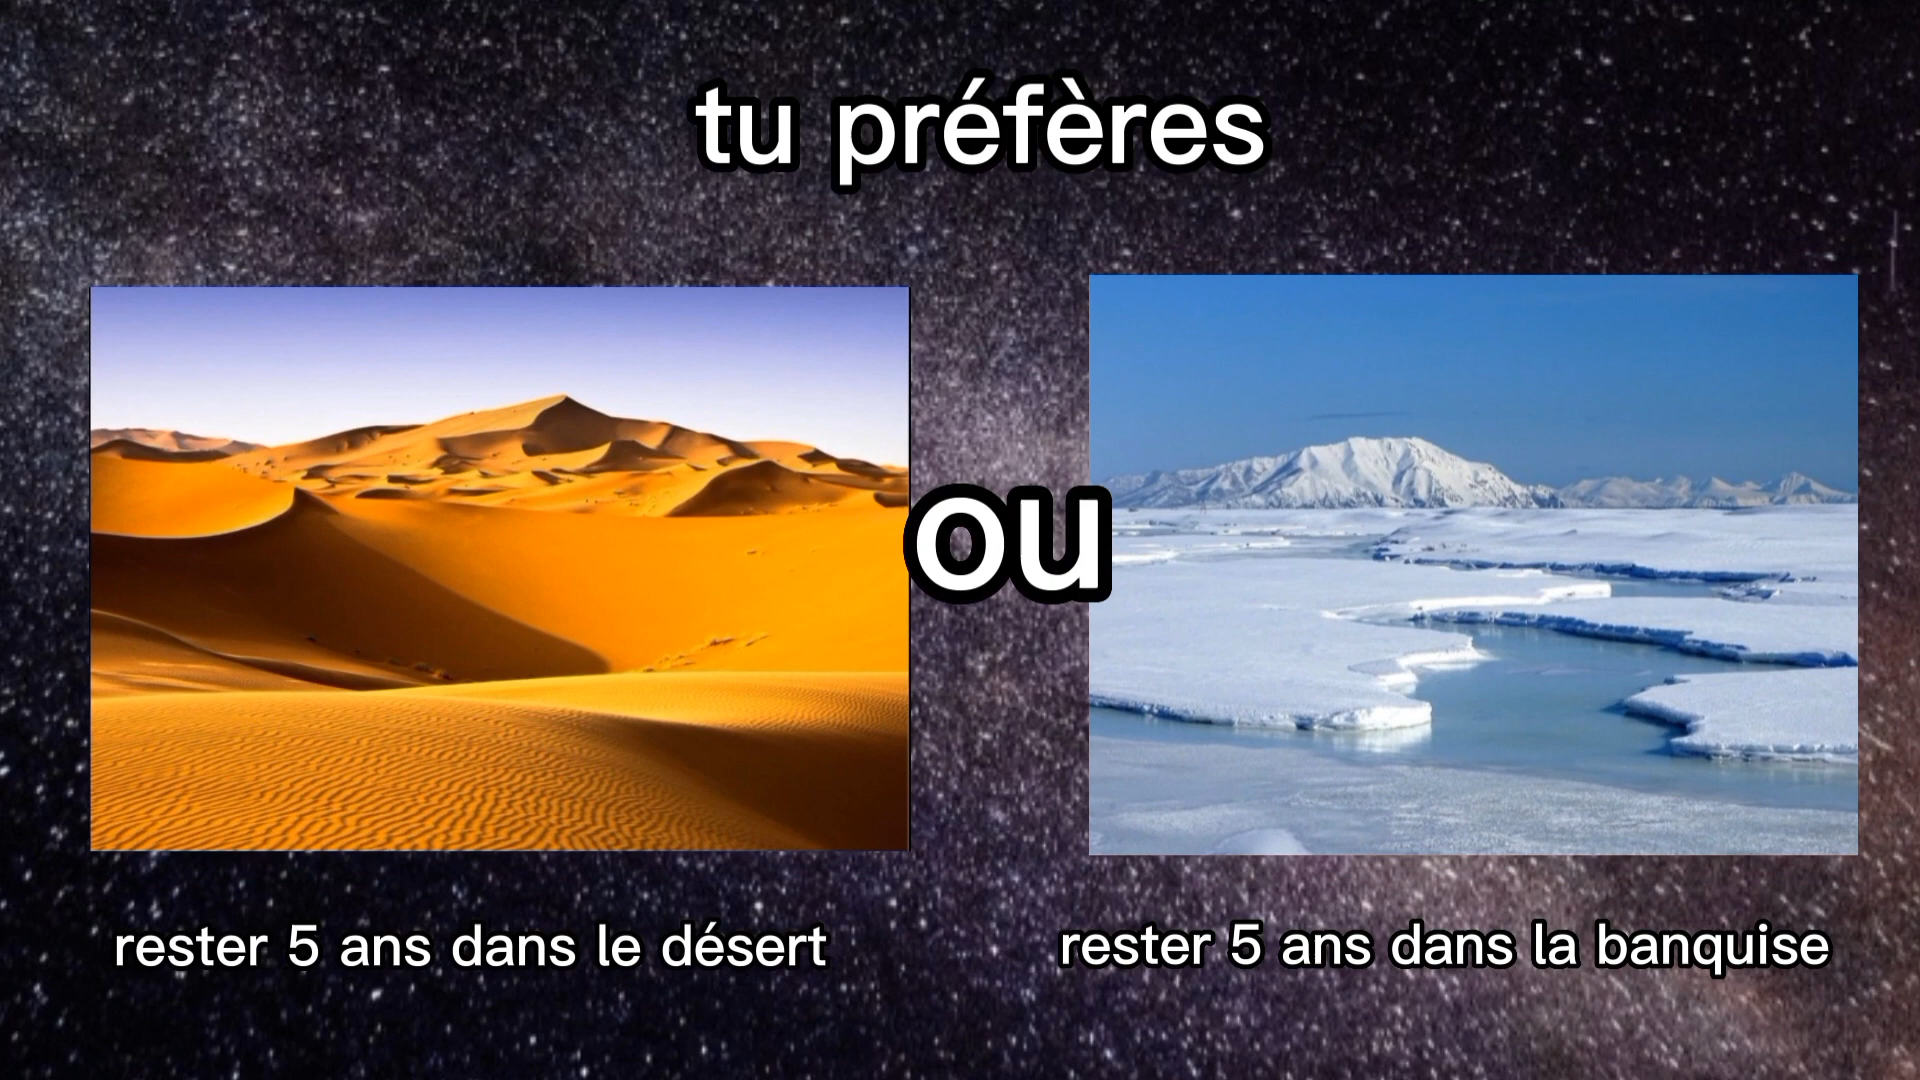 tu préfères
ou
rester 5 ans dans le désert
rester 5 ans dans la banquise